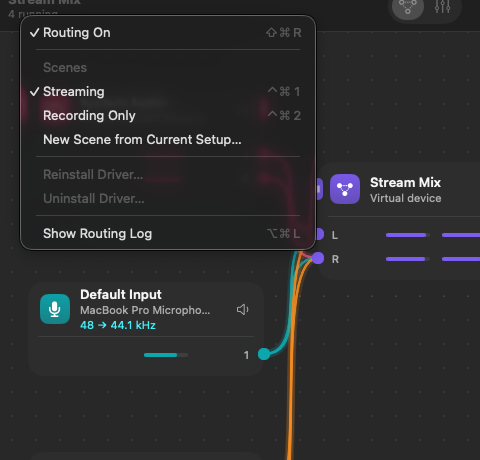 Stream Mix
4 running
Routing On ⇧⌘R
Scenes
Streaming ⌃⌘1
Recording Only ⌃⌘2
New Scene from Current Setup...
Reinstall Driver...
Uninstall Driver...
Show Routing Log ⌥⌘L
Stream Mix
Virtual device
L
R
Default Input
MacBook Pro Micropho...
48 → 44.1 kHz
1